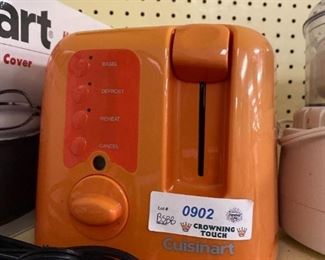 art
Cover
BAGEL
DEFROST
REHEAT
CANCEL
Lot #
0902
CROWNING
TOUCH
Cuisinart